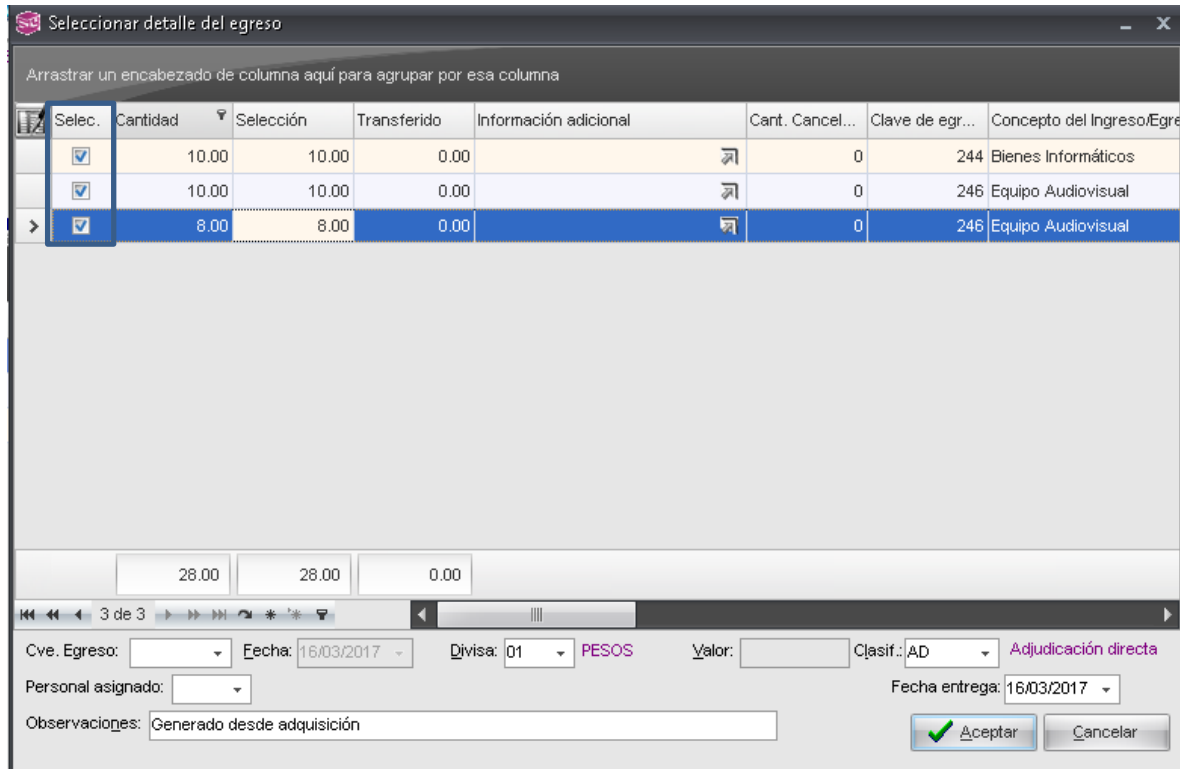 Seleccionar detalle del egreso
Arrastrar un encabezado de columna aquí para agrupar por esa columna
Selec. Cantidad Selección Transferido Información adicional Cant. Cancel... Clave de egr... Concepto del Ingreso/Egre
10.00 10.00 0.00 0 244 Bienes Informáticos
10.00 10.00 0.00 0 246 Equipo Audiovisual
8.00 8.00 0.00 0 246 Equipo Audiovisual
28.00 28.00 0.00
3 de 3
Cve. Egreso: Fecha: 16/03/2017 Divisa: 01 PESOS Valor: Clasif.: AD Adjudicación directa
Personal asignado: Fecha entrega: 16/03/2017
Observaciones: Generado desde adquisición Aceptar Cancelar